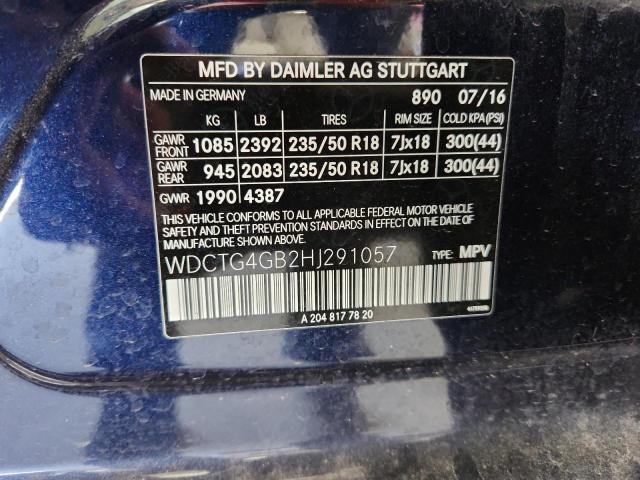 MFD BY DAIMLER AG STUTTGART
MADE IN GERMANY 890 07/16
KG LB TIRES RIM SIZE COLD KPA(PSI)
GAWR FRONT 1085 2392 235/50 R18 7Jx18 300(44)
GAWR REAR 945 2083 235/50 R18 7Jx18 300(44)
GVWR 1990 4387
THIS VEHICLE CONFORMS TO ALL APPLICABLE FEDERAL MOTOR VEHICLE
SAFETY AND THEFT PREVENTION STANDARDS IN EFFECT ON THE DATE OF
MANUFACTURE SHOWN ABOVE.
WDCTG4GB2HJ291057 TYPE: MPV
A 204 817 78 20